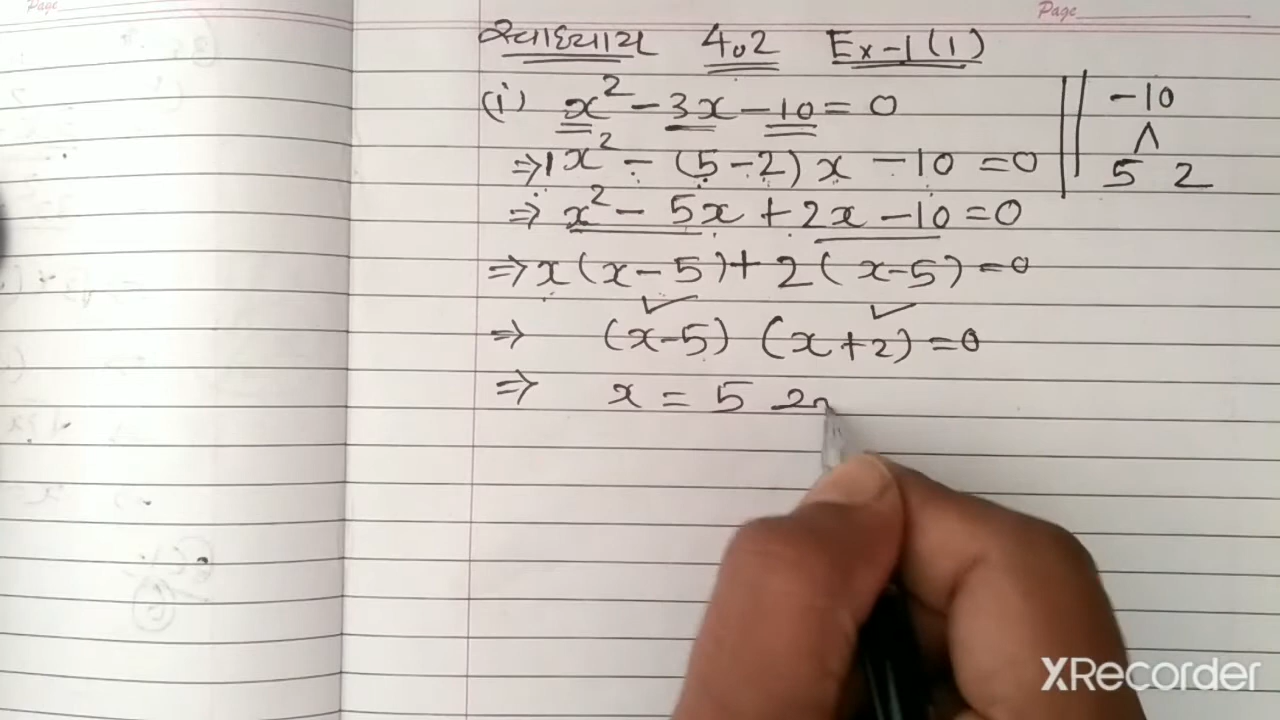 Page
Page
સ્વાધ્યાય 4.2 Ex-1(1)
(i) x² - 3x - 10 = 0
⇒ 1x² - (5-2)x - 10 = 0
⇒ x² - 5x + 2x - 10 = 0
⇒ x(x-5) + 2(x-5) = 0
⇒ (x-5) (x+2) = 0
⇒ x = 5
-10
∧
5 2
XRecorder